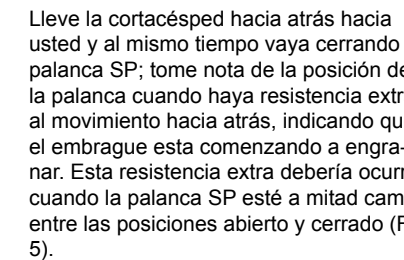 Lleve la cortacésped hacia atrás hacia
usted y al mismo tiempo vaya cerrando
palanca SP; tome nota de la posición de
la palanca cuando haya resistencia extr
al movimiento hacia atrás, indicando qu
el embrague esta comenzando a engra-
nar. Esta resistencia extra debería ocurr
cuando la palanca SP esté a mitad cam
entre las posiciones abierto y cerrado (F
5).